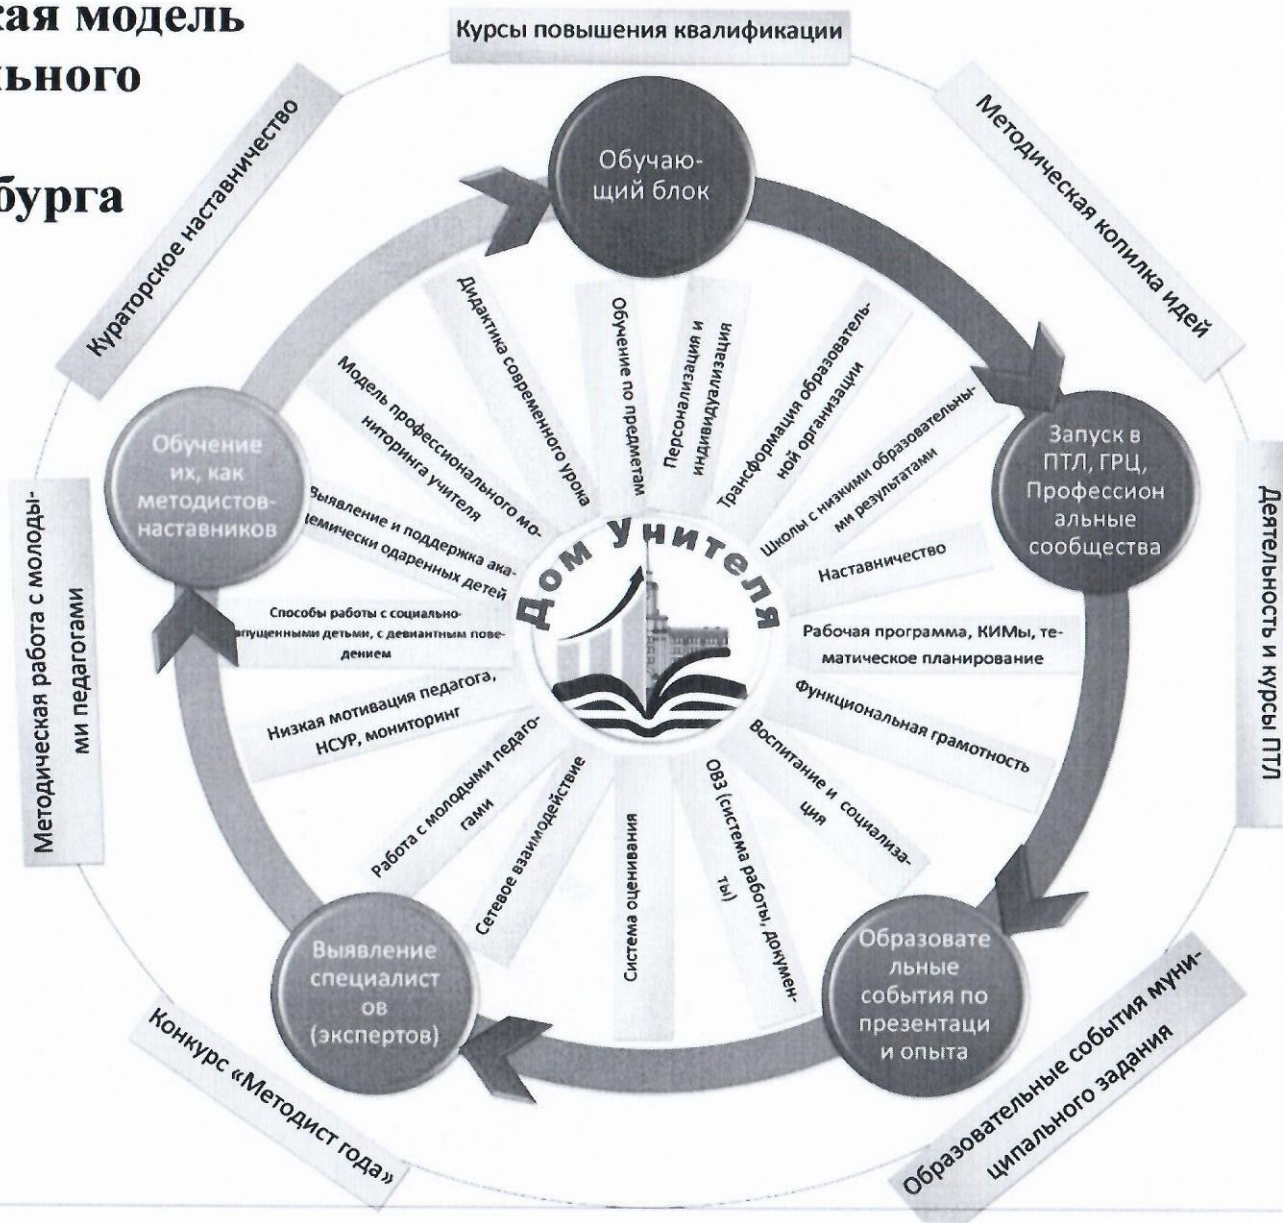 кая модель
льного
бурга
Курсы повышения квалификации
Методическая копилка идей
Деятельность и курсы ПТЛ
Образовательные события муни-
ципального задания
Конкурс «Методист года»
Методическая работа с молоды-
ми педагогами
Кураторское наставничество
Обучаю-
щий блок
Запуск в
ПТЛ, ГРЦ,
Профессион
альные
сообщества
Образовате
льные
события по
презентаци
и опыта
Выявление
специалист
ов
(экспертов)
Обучение
их, как
методистов-
наставников
Обучение по предметам
Персонализация и
индивидуализация
Трансформация образователь-
ной организации
Школы с низкими образовательны-
ми результатами
Наставничество
Рабочая программа, КИМы, те-
матическое планирование
Функциональная грамотность
Воспитание и социализа-
ция
ОВЗ (система работы, докумен-
ты)
Система оценивания
Сетевое взаимодействие
Работа с молодыми педаго-
гами
Низкая мотивация педагога,
НСУР, мониторинг
Способы работы с социально-
апущенными детьми, с девиантным пове-
дением
Выявление и поддержка ака-
демически одаренных детей
Модель профессионального мо-
ниторинга учителя
Дидактика современного урока
Дом Учителя